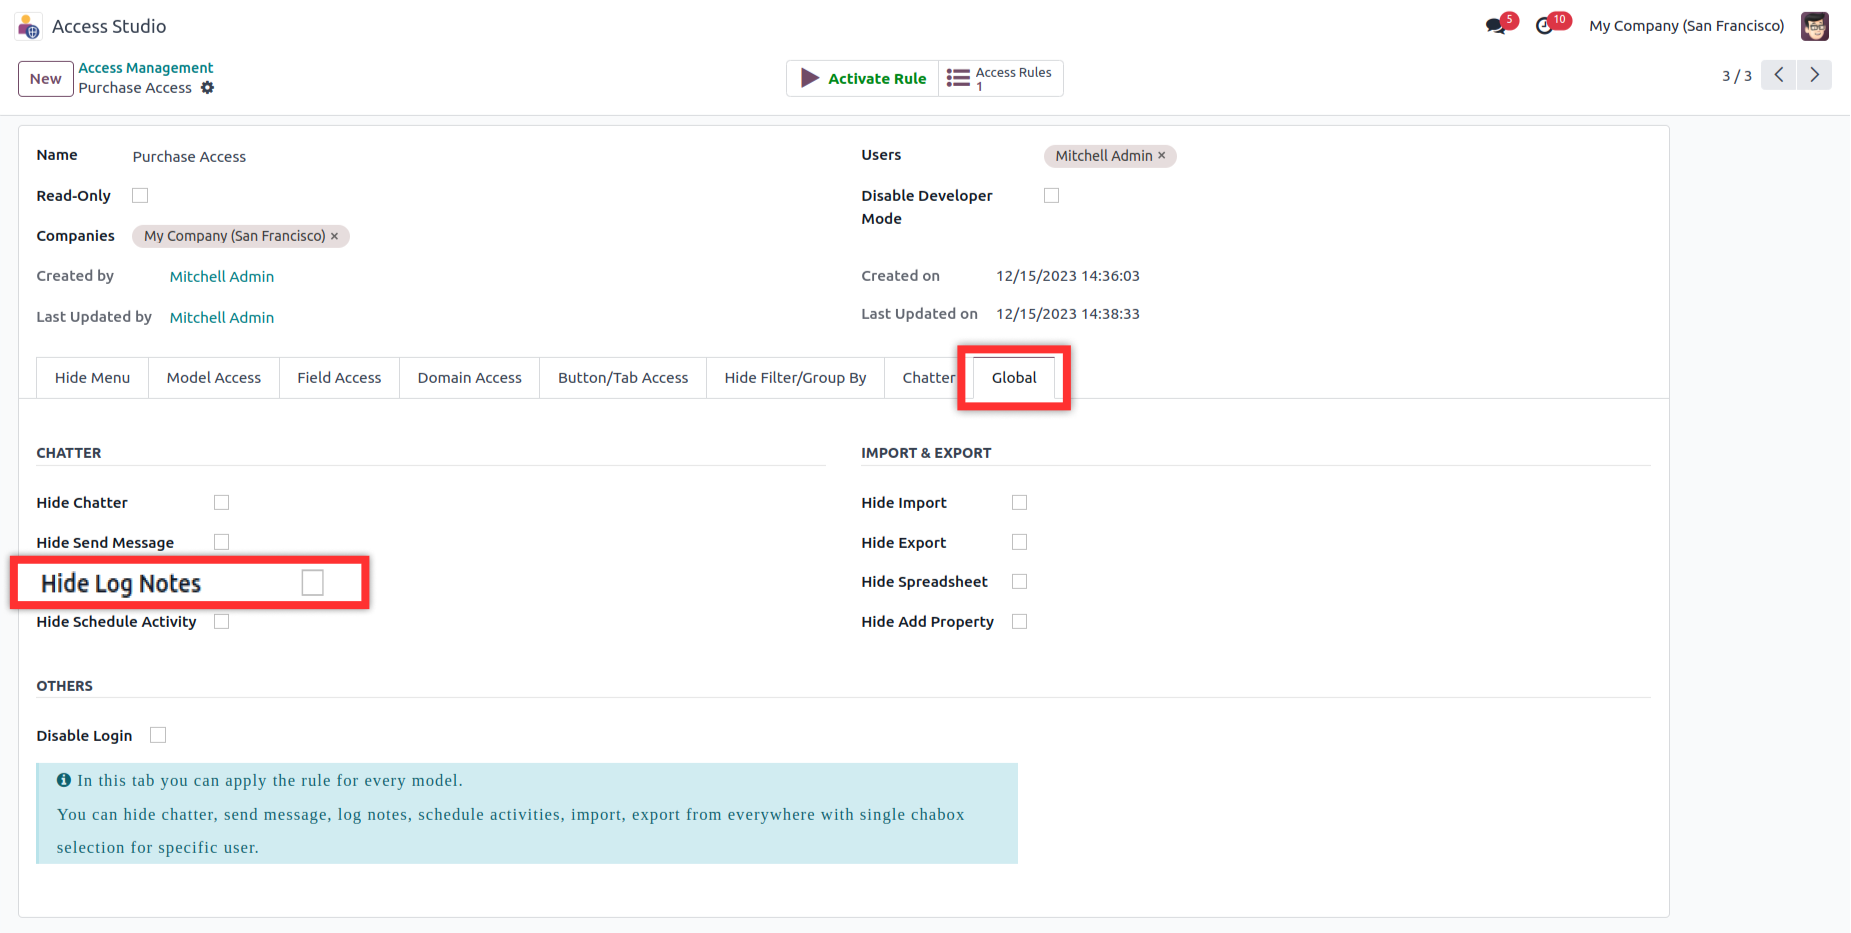 Access Studio
5
10
My Company (San Francisco)
New
Access Management
Purchase Access
Activate Rule
Access Rules
1
3 / 3
Name
Purchase Access
Users
Mitchell Admin ×
Read-Only
Disable Developer
Mode
Companies
My Company (San Francisco) ×
Created by
Mitchell Admin
Created on
12/15/2023 14:36:03
Last Updated by
Mitchell Admin
Last Updated on
12/15/2023 14:38:33
Hide Menu
Model Access
Field Access
Domain Access
Button/Tab Access
Hide Filter/Group By
Chatter
Global
CHATTER
Hide Chatter
Hide Send Message
Hide Log Notes
Hide Schedule Activity
IMPORT & EXPORT
Hide Import
Hide Export
Hide Spreadsheet
Hide Add Property
OTHERS
Disable Login
In this tab you can apply the rule for every model.
You can hide chatter, send message, log notes, schedule activities, import, export from everywhere with single chabox
selection for specific user.